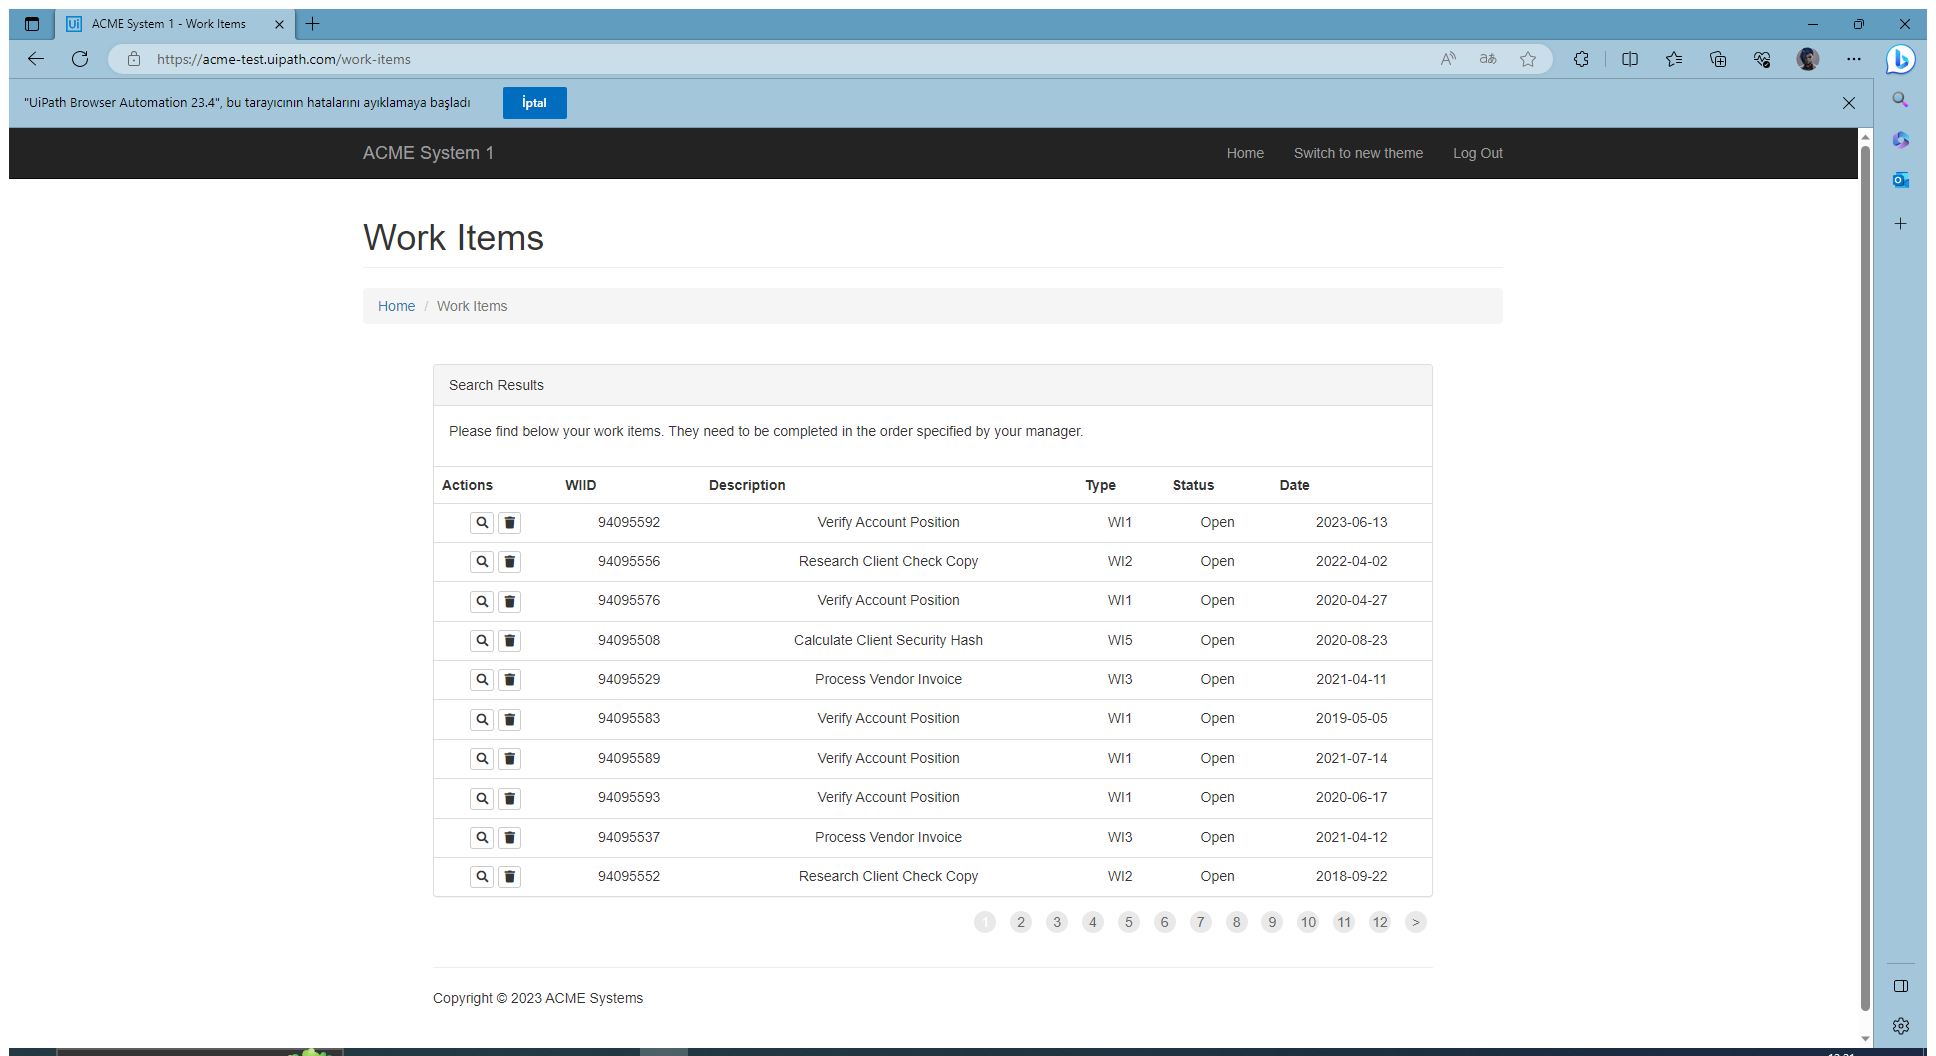 ACME System 1 - Work Items
https://acme-test.uipath.com/work-items
"UiPath Browser Automation 23.4", bu tarayıcının hatalarını ayıklamaya başladı İptal
ACME System 1 Home Switch to new theme Log Out
Work Items
Home / Work Items
Search Results
Please find below your work items. They need to be completed in the order specified by your manager.
Actions WIID Description Type Status Date
94095592 Verify Account Position WI1 Open 2023-06-13
94095556 Research Client Check Copy WI2 Open 2022-04-02
94095576 Verify Account Position WI1 Open 2020-04-27
94095508 Calculate Client Security Hash WI5 Open 2020-08-23
94095529 Process Vendor Invoice WI3 Open 2021-04-11
94095583 Verify Account Position WI1 Open 2019-05-05
94095589 Verify Account Position WI1 Open 2021-07-14
94095593 Verify Account Position WI1 Open 2020-06-17
94095537 Process Vendor Invoice WI3 Open 2021-04-12
94095552 Research Client Check Copy WI2 Open 2018-09-22
1 2 3 4 5 6 7 8 9 10 11 12 >
Copyright © 2023 ACME Systems